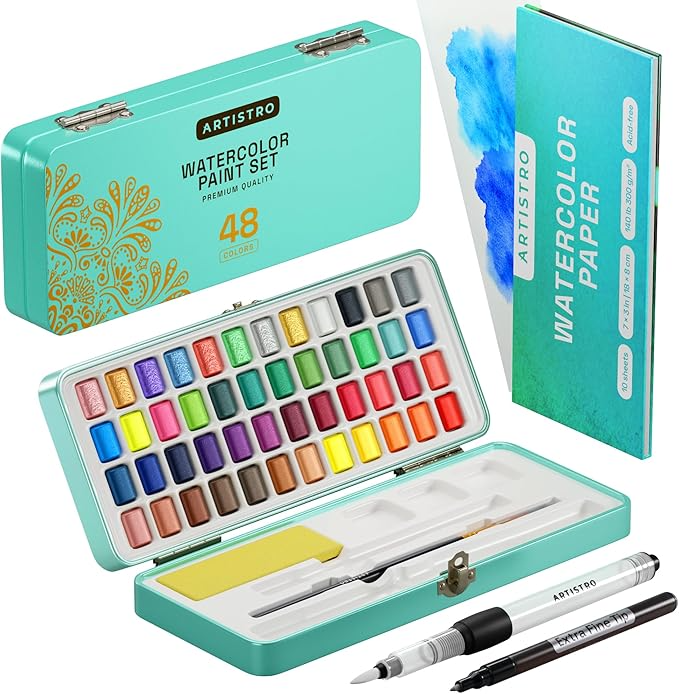 ARTISTRO
WATERCOLOR
PAINT SET
PREMIUM QUALITY
48
COLORS
ARTISTRO
WATERCOLOR
PAPER
10 sheets
7 × 3 in | 18 × 8 cm
140 lb 300 g/m²
Acid-free
ARTISTRO
Extra Fine Tip